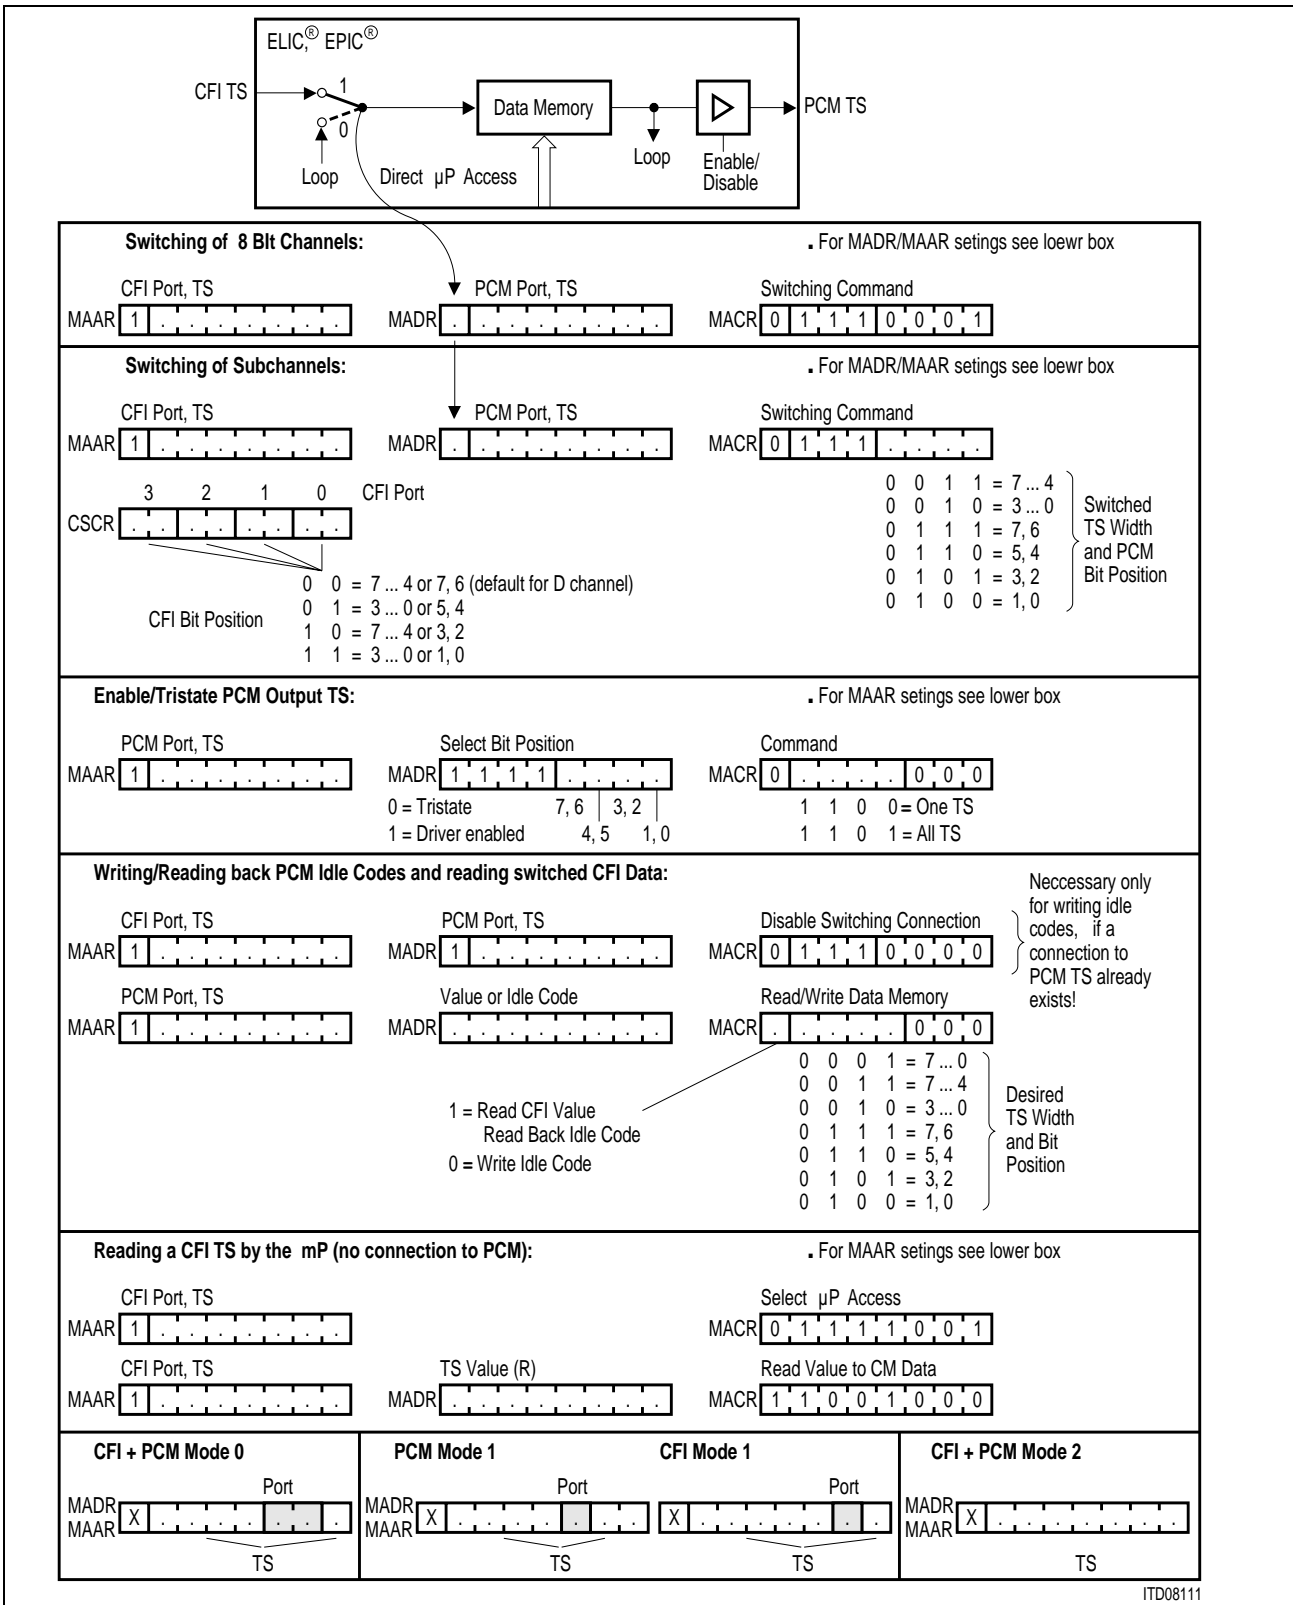 ELIC,® EPIC®
CFI TS
1
0
Data Memory
PCM TS
Loop
Direct µP Access
Loop
Enable/
Disable
Switching of 8 BIt Channels:
. For MADR/MAAR setings see loewr box
CFI Port, TS
PCM Port, TS
Switching Command
MAAR 1 . . . . . . . .
MADR . . . . . . . . .
MACR 0 1 1 1 0 0 0 1
Switching of Subchannels:
. For MADR/MAAR setings see loewr box
CFI Port, TS
PCM Port, TS
Switching Command
MAAR 1 . . . . . . . .
MADR . . . . . . . . .
MACR 0 1 1 1 . . . .
3 2 1 0 CFI Port
CSCR . . . . . . . .
CFI Bit Position
0 0 = 7 ... 4 or 7, 6 (default for D channel)
0 1 = 3 ... 0 or 5, 4
1 0 = 7 ... 4 or 3, 2
1 1 = 3 ... 0 or 1, 0
0 0 1 1 = 7 ... 4
0 0 1 0 = 3 ... 0
0 1 1 1 = 7, 6
0 1 1 0 = 5, 4
0 1 0 1 = 3, 2
0 1 0 0 = 1, 0
Switched
TS Width
and PCM
Bit Position
Enable/Tristate PCM Output TS:
. For MAAR setings see lower box
PCM Port, TS
Select Bit Position
Command
MAAR 1 . . . . . . . .
MADR 1 1 1 1 . . . .
MACR 0 . . . . 0 0 0
0 = Tristate
7, 6 3, 2
1 = Driver enabled
4, 5 1, 0
1 1 0 0 = One TS
1 1 0 1 = All TS
Writing/Reading back PCM Idle Codes and reading switched CFI Data:
CFI Port, TS
PCM Port, TS
Disable Switching Connection
MAAR 1 . . . . . . . .
MADR 1 . . . . . . . .
MACR 0 1 1 1 0 0 0 0
Neccessary only
for writing idle
codes, if a
connection to
PCM TS already
exists!
PCM Port, TS
Value or Idle Code
Read/Write Data Memory
MAAR 1 . . . . . . . .
MADR . . . . . . . . .
MACR . . . . . 0 0 0
1 = Read CFI Value
Read Back Idle Code
0 = Write Idle Code
0 0 0 1 = 7 ... 0
0 0 1 1 = 7 ... 4
0 0 1 0 = 3 ... 0
0 1 1 1 = 7, 6
0 1 1 0 = 5, 4
0 1 0 1 = 3, 2
0 1 0 0 = 1, 0
Desired
TS Width
and Bit
Position
Reading a CFI TS by the mP (no connection to PCM):
. For MAAR setings see lower box
CFI Port, TS
Select µP Access
MAAR 1 . . . . . . . .
MACR 0 1 1 1 1 0 0 1
CFI Port, TS
TS Value (R)
Read Value to CM Data
MAAR 1 . . . . . . . .
MADR . . . . . . . . .
MACR 1 1 0 0 1 0 0 0
CFI + PCM Mode 0
Port
MADR
MAAR
X . . . . . . .
TS
PCM Mode 1
CFI Mode 1
Port
Port
MADR
MAAR
X . . . . . . .
X . . . . . . .
TS
TS
CFI + PCM Mode 2
MADR
MAAR
X . . . . . . . .
TS
ITD08111